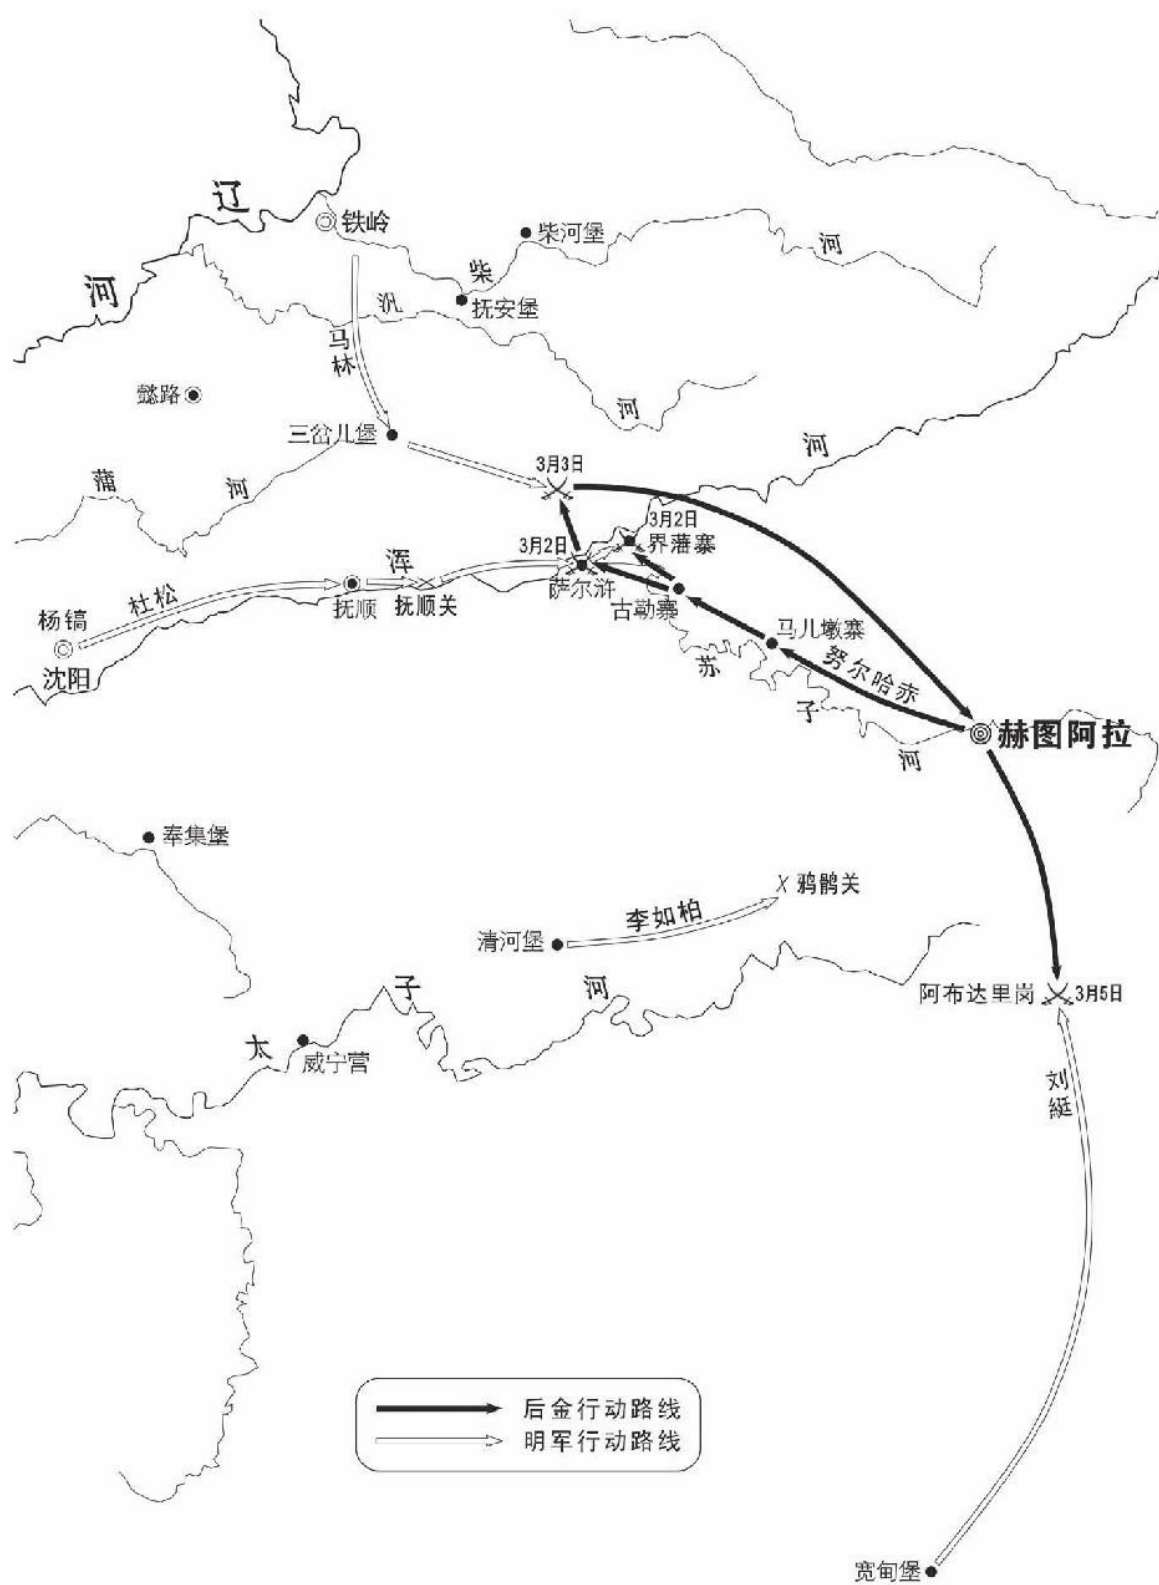 辽河
铁岭
柴河堡
柴河
抚安堡
汎河
马林
懿路
三岔儿堡
蒲河
3月3日
河
3月2日
界藩寨
3月2日
萨尔浒
浑
杜松
抚顺
抚顺关
古勒寨
杨镐
沈阳
马儿墩寨
努尔哈赤
苏子河
赫图阿拉
奉集堡
鸦鹘关
李如柏
清河堡
阿布达里岗
3月5日
太子河
威宁营
刘綎
后金行动路线
明军行动路线
宽甸堡